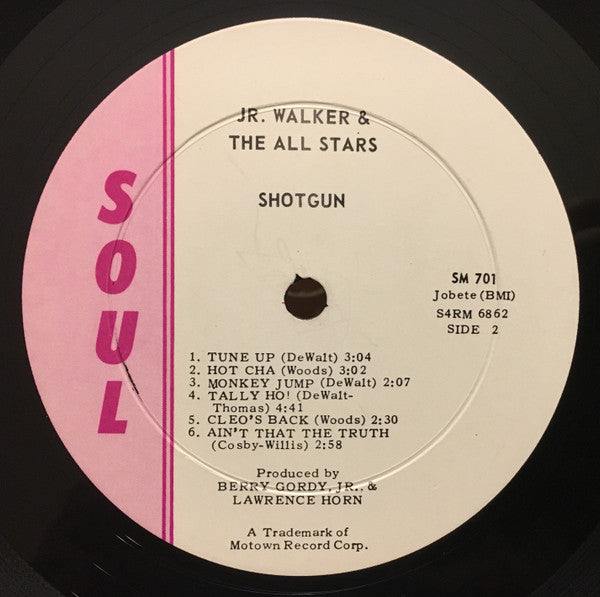 JR. WALKER &
THE ALL STARS
SHOTGUN
SOUL
SM 701
Jobete (BMI)
S4RM 6862
SIDE 2
1. TUNE UP (DeWalt) 3:04
2. HOT CHA (Woods) 3:02
3. MONKEY JUMP (DeWalt) 2:07
4. TALLY HO! (DeWalt-
Thomas) 4:41
5. CLEO'S BACK (Woods) 2:30
6. AIN'T THAT THE TRUTH
(Cosby-Willis) 2:58
Produced by
BERRY GORDY, JR., &
LAWRENCE HORN
A Trademark of
Motown Record Corp.